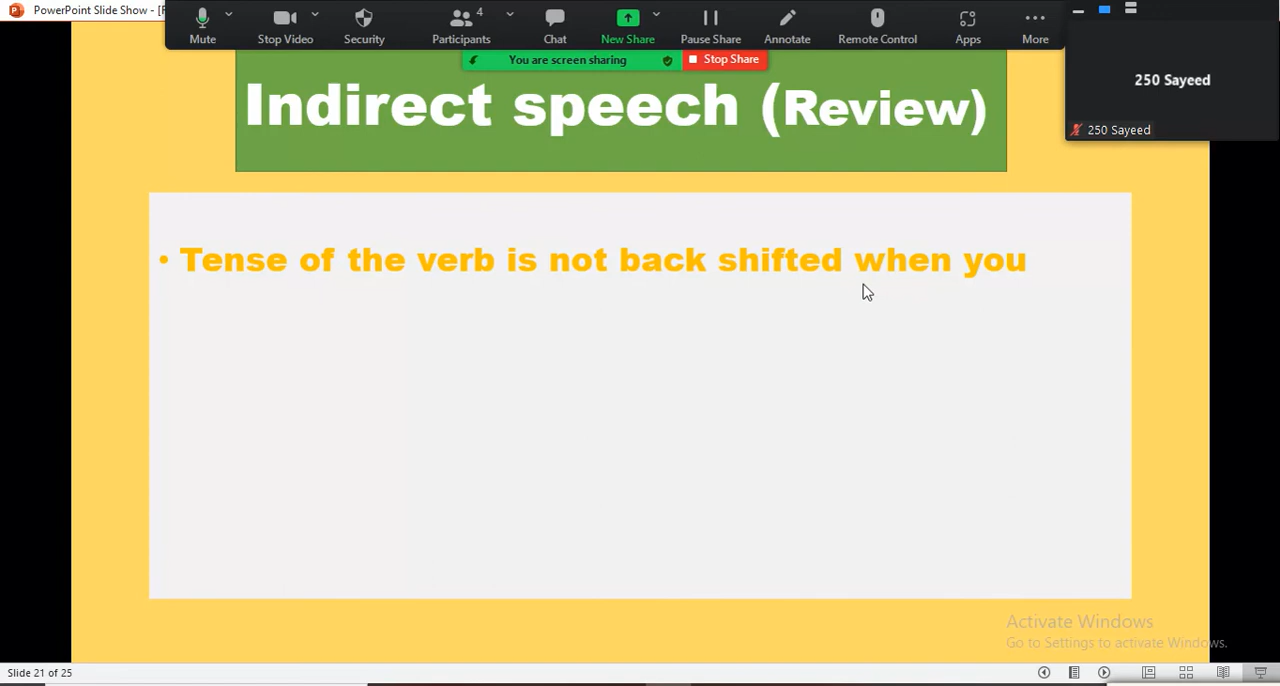 PowerPoint Slide Show - [
Mute
Stop Video
Security
Participants
4
Chat
New Share
Pause Share
Annotate
Remote Control
Apps
More
You are screen sharing
Stop Share
250 Sayeed
250 Sayeed
Indirect speech (Review)
• Tense of the verb is not back shifted when you
Activate Windows
Go to Settings to activate Windows.
Slide 21 of 25